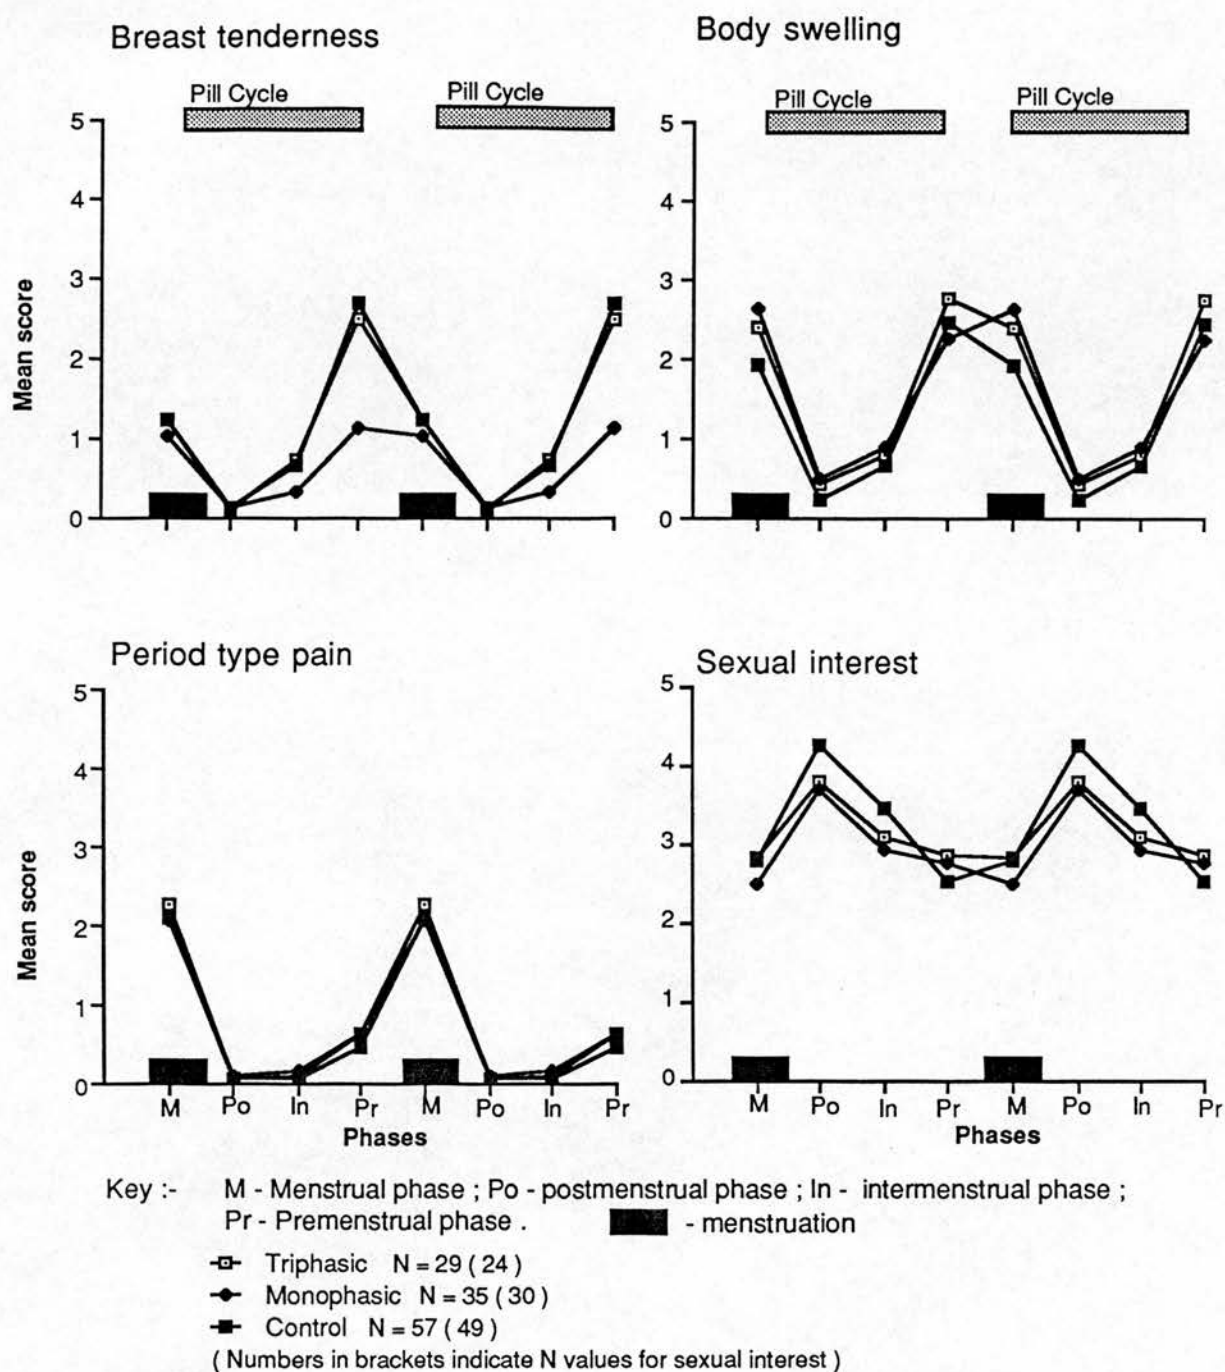 Breast tenderness
Body swelling
Pill Cycle
Pill Cycle
Pill Cycle
Pill Cycle
5
4
3
2
1
0
Mean score
5
4
3
2
1
0
Period type pain
Sexual interest
5
4
3
2
1
0
Mean score
5
4
3
2
1
0
M Po In Pr M Po In Pr
Phases
M Po In Pr M Po In Pr
Phases
Key :- M - Menstrual phase ; Po - postmenstrual phase ; In - intermenstrual phase ;
Pr - Premenstrual phase . - menstruation
Triphasic N = 29 ( 24 )
Monophasic N = 35 ( 30 )
Control N = 57 ( 49 )
( Numbers in brackets indicate N values for sexual interest )